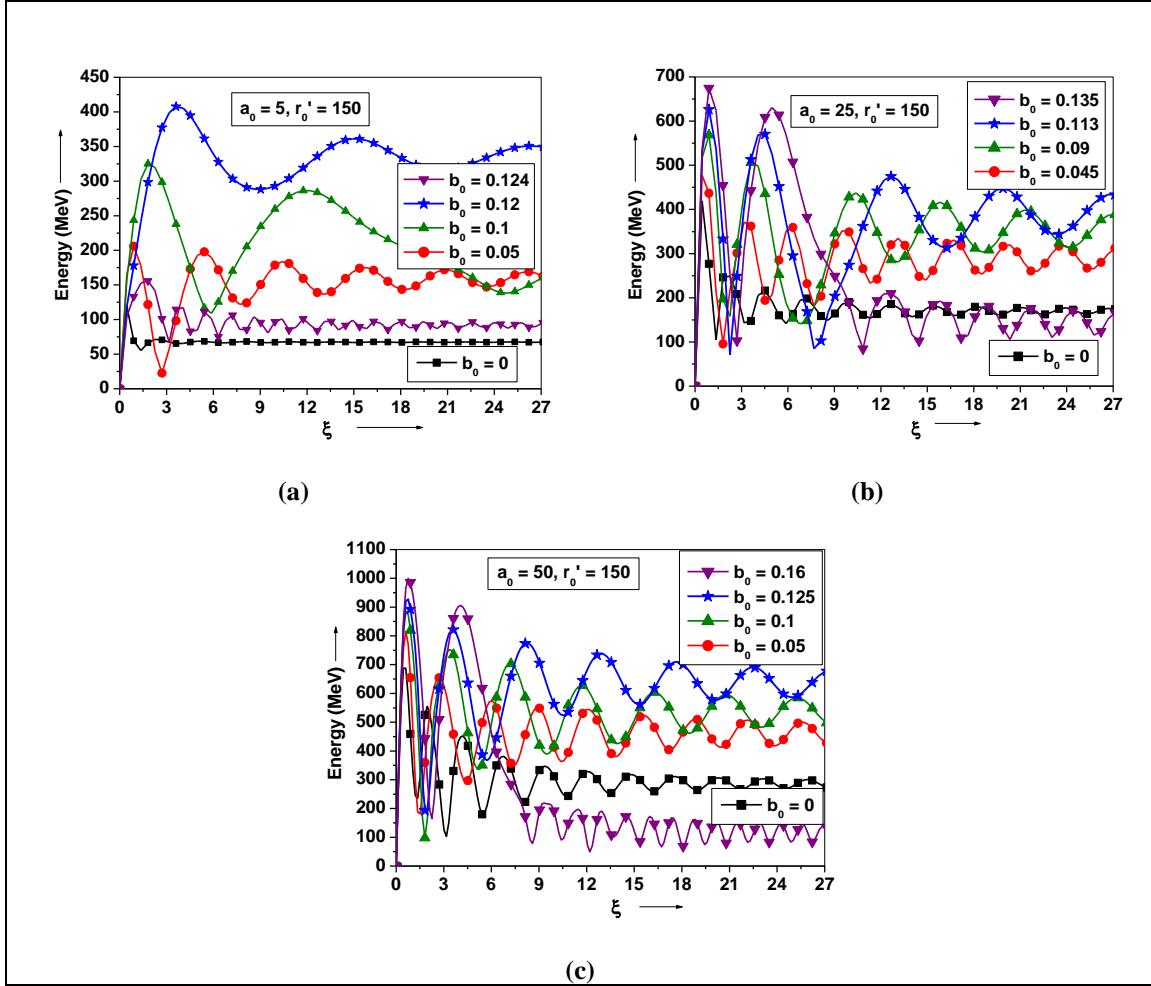 450
400
350
300
250
200
150
100
50
0
Energy (MeV)
a₀ = 5, r₀' = 150
b₀ = 0.124
b₀ = 0.12
b₀ = 0.1
b₀ = 0.05
b₀ = 0
0 3 6 9 12 15 18 21 24 27
ξ
(a)
700
600
500
400
300
200
100
0
Energy (MeV)
a₀ = 25, r₀' = 150
b₀ = 0.135
b₀ = 0.113
b₀ = 0.09
b₀ = 0.045
b₀ = 0
0 3 6 9 12 15 18 21 24 27
ξ
(b)
1100
1000
900
800
700
600
500
400
300
200
100
0
Energy (MeV)
a₀ = 50, r₀' = 150
b₀ = 0.16
b₀ = 0.125
b₀ = 0.1
b₀ = 0.05
b₀ = 0
0 3 6 9 12 15 18 21 24 27
ξ
(c)